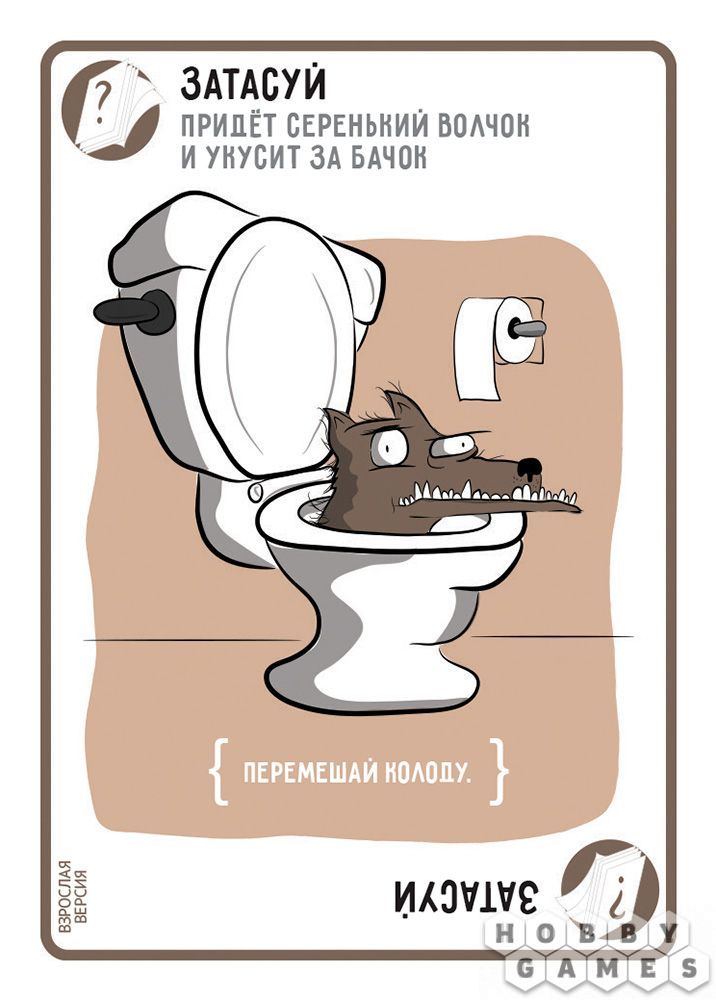 ?
ЗАТАСУЙ
ПРИДЁТ СЕРЕНЬКИЙ ВОЛЧОК
И УКУСИТ ЗА БАЧОК
{ ПЕРЕМЕШАЙ КОЛОДУ. }
ВЗРОСЛАЯ
ВЕРСИЯ
ЗАТАСУЙ
?
HOBBY
GAMES